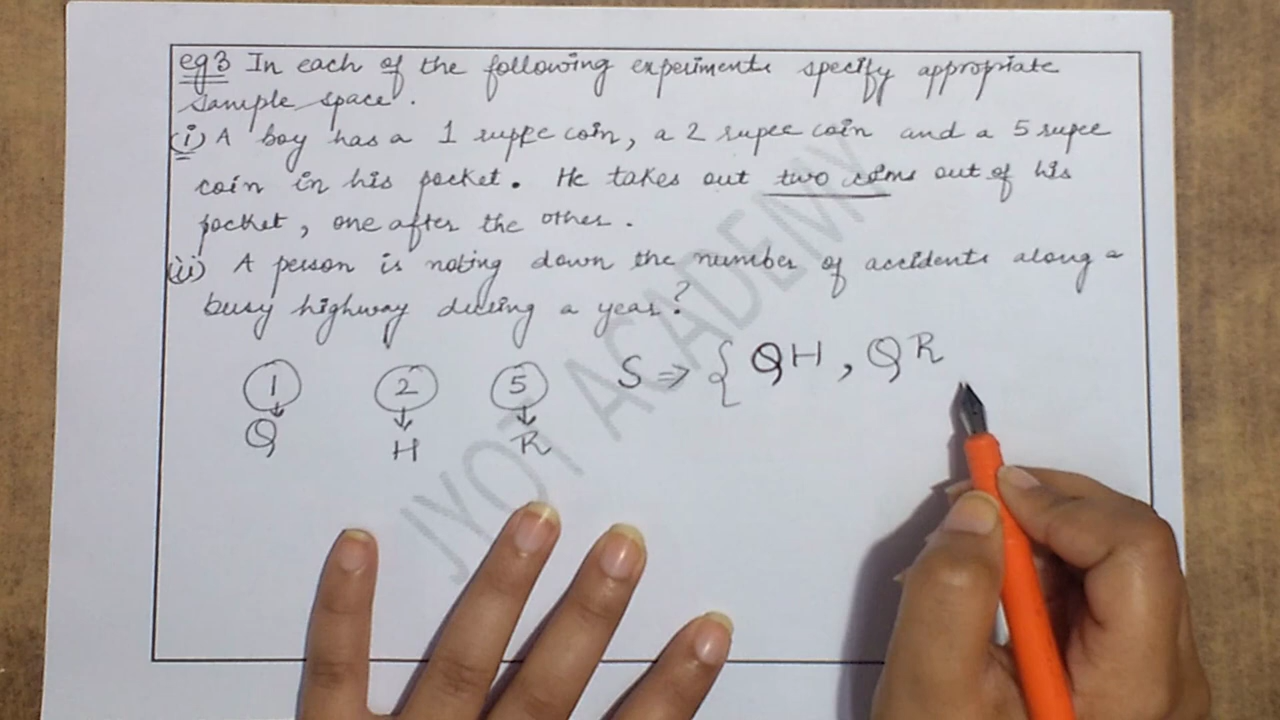 eg3 In each of the following experiments specify appropriate
sample space.
(i) A boy has a 1 rupee coin, a 2 rupee coin and a 5 rupee
coin in his pocket. He takes out two coins out of his
pocket, one after the other.
(ii) A person is noting down the number of accidents along a
busy highway during a year?
1 2 5 S ⇒ { QH, QR
Q H R
JYOT ACADEMY